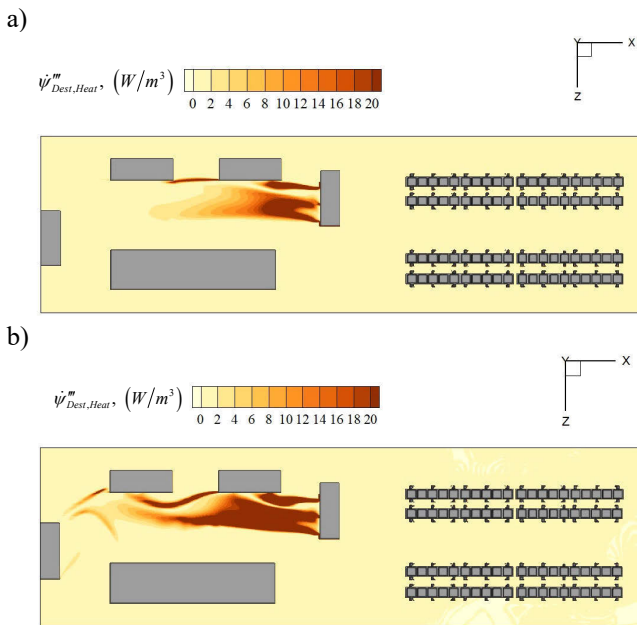 a)
ψ̇‴Dest,Heat, (W/m³)
0 2 4 6 8 10 12 14 16 18 20
Y X
Z
b)
ψ̇‴Dest,Heat, (W/m³)
0 2 4 6 8 10 12 14 16 18 20
Y X
Z